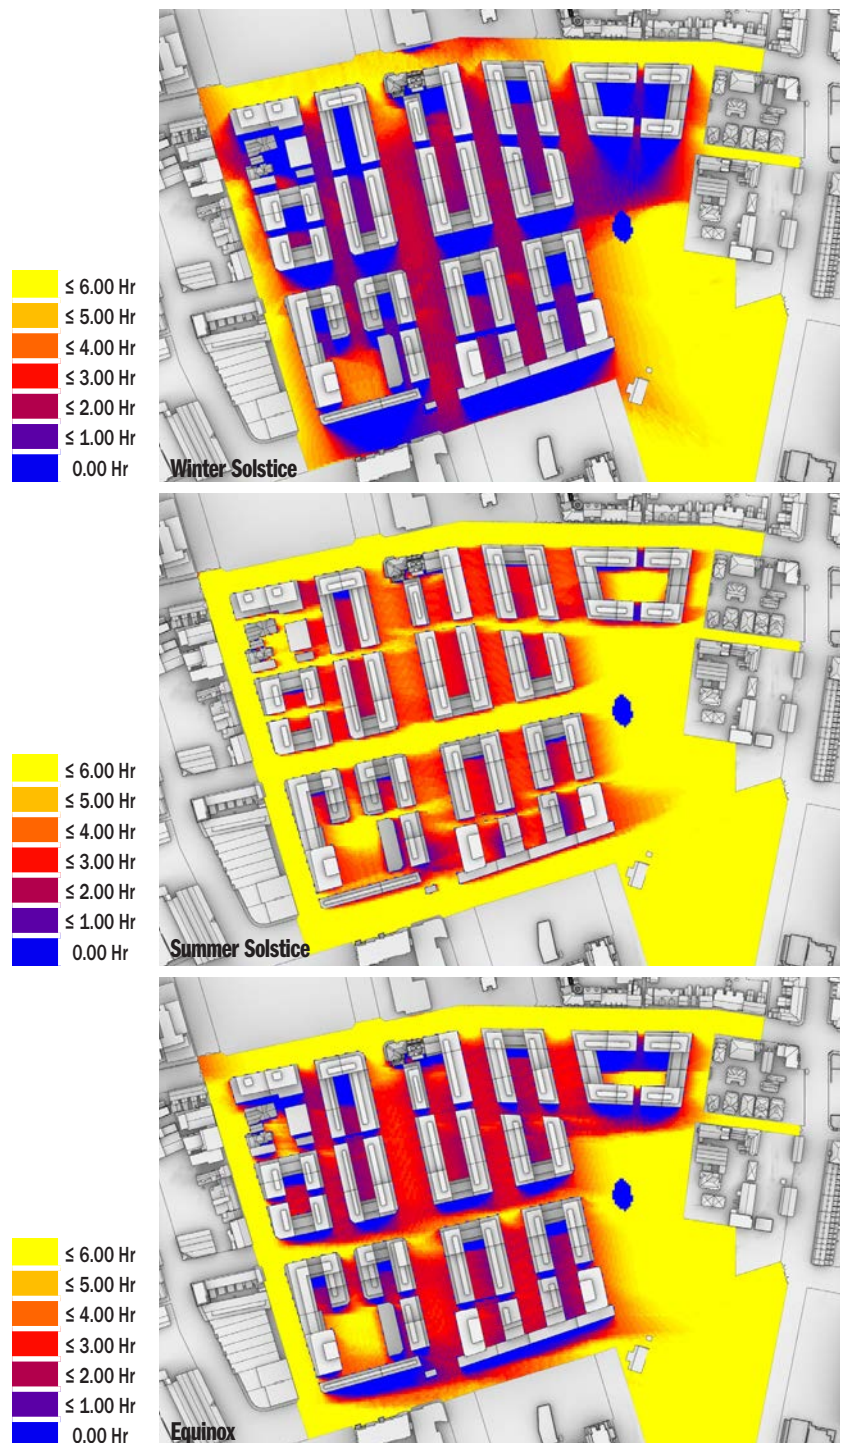 ≤ 6.00 Hr
≤ 5.00 Hr
≤ 4.00 Hr
≤ 3.00 Hr
≤ 2.00 Hr
≤ 1.00 Hr
0.00 Hr
Winter Solstice
≤ 6.00 Hr
≤ 5.00 Hr
≤ 4.00 Hr
≤ 3.00 Hr
≤ 2.00 Hr
≤ 1.00 Hr
0.00 Hr
Summer Solstice
≤ 6.00 Hr
≤ 5.00 Hr
≤ 4.00 Hr
≤ 3.00 Hr
≤ 2.00 Hr
≤ 1.00 Hr
0.00 Hr
Equinox